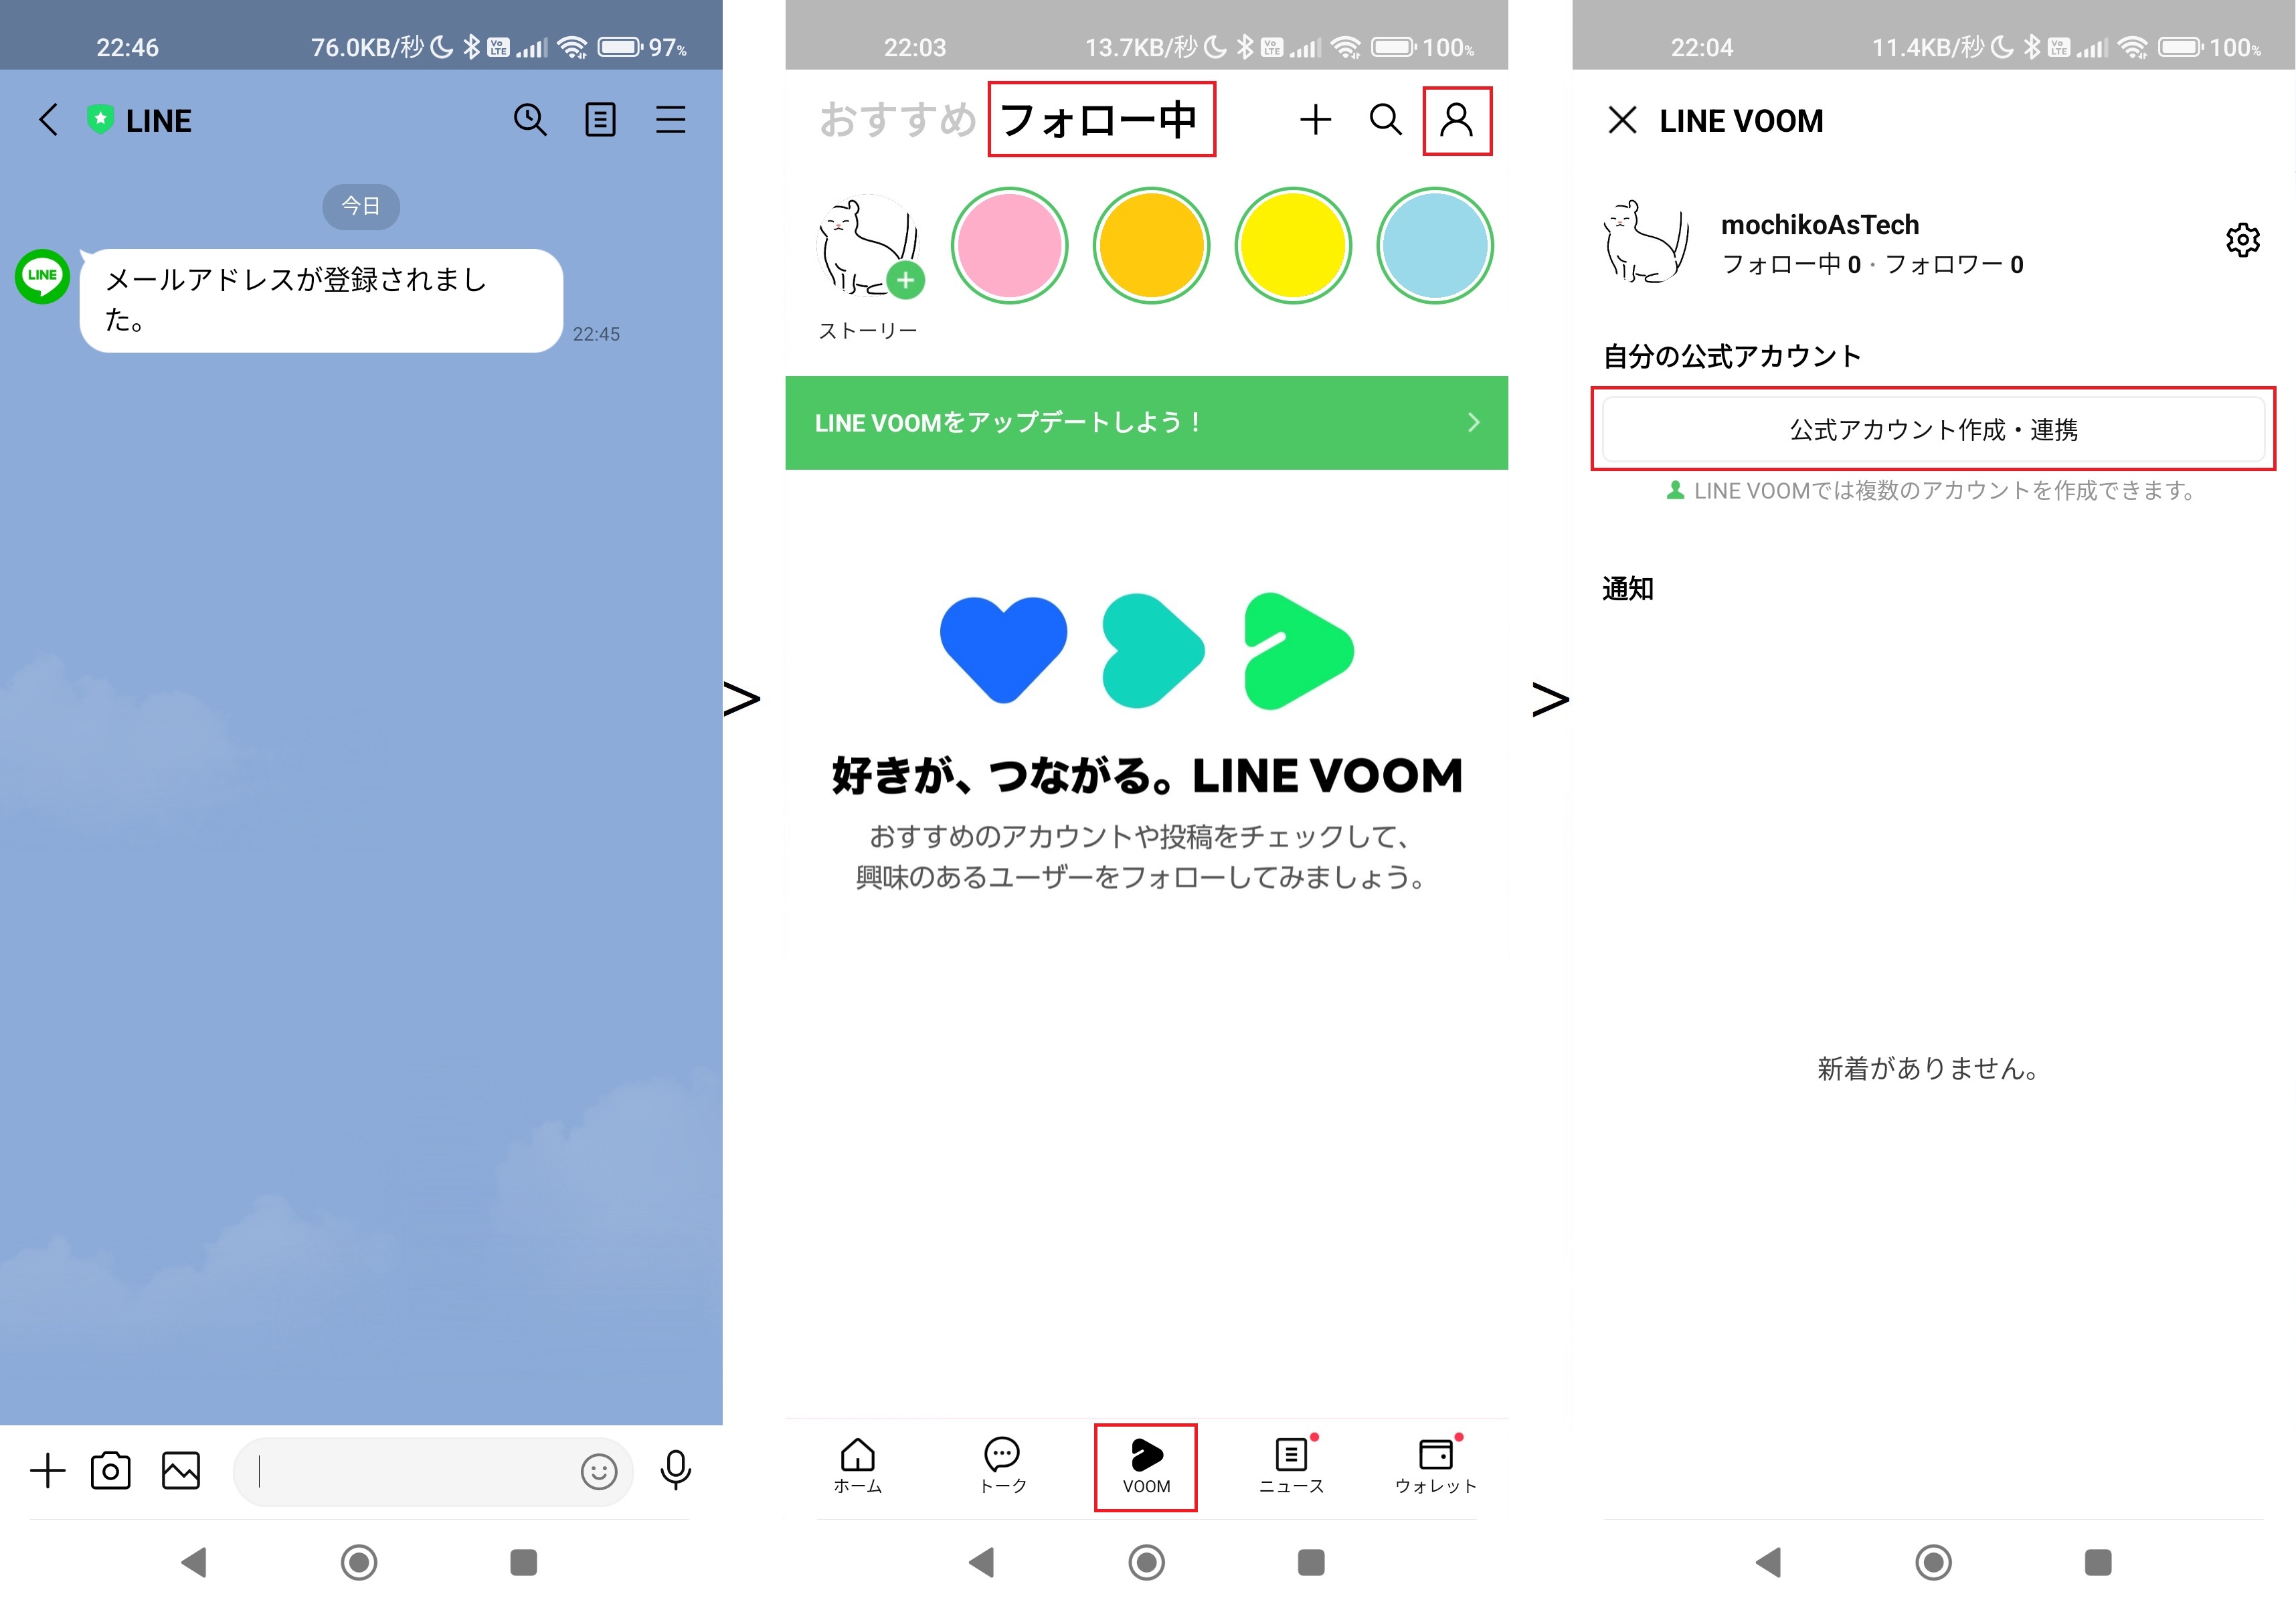 22:46 76.0KB/秒 Vo LTE 97%
LINE
今日
LINE
メールアドレスが登録されまし
た。
22:45
>
22:03 13.7KB/秒 Vo LTE 100%
おすすめ フォロー中
ストーリー
LINE VOOMをアップデートしよう！
好きが、つながる。LINE VOOM
おすすめのアカウントや投稿をチェックして、
興味のあるユーザーをフォローしてみましょう。
ホーム トーク VOOM ニュース ウォレット
>
22:04 11.4KB/秒 Vo LTE 100%
LINE VOOM
mochikoAsTech
フォロー中 0・フォロワー 0
自分の公式アカウント
公式アカウント作成・連携
LINE VOOMでは複数のアカウントを作成できます。
通知
新着がありません。